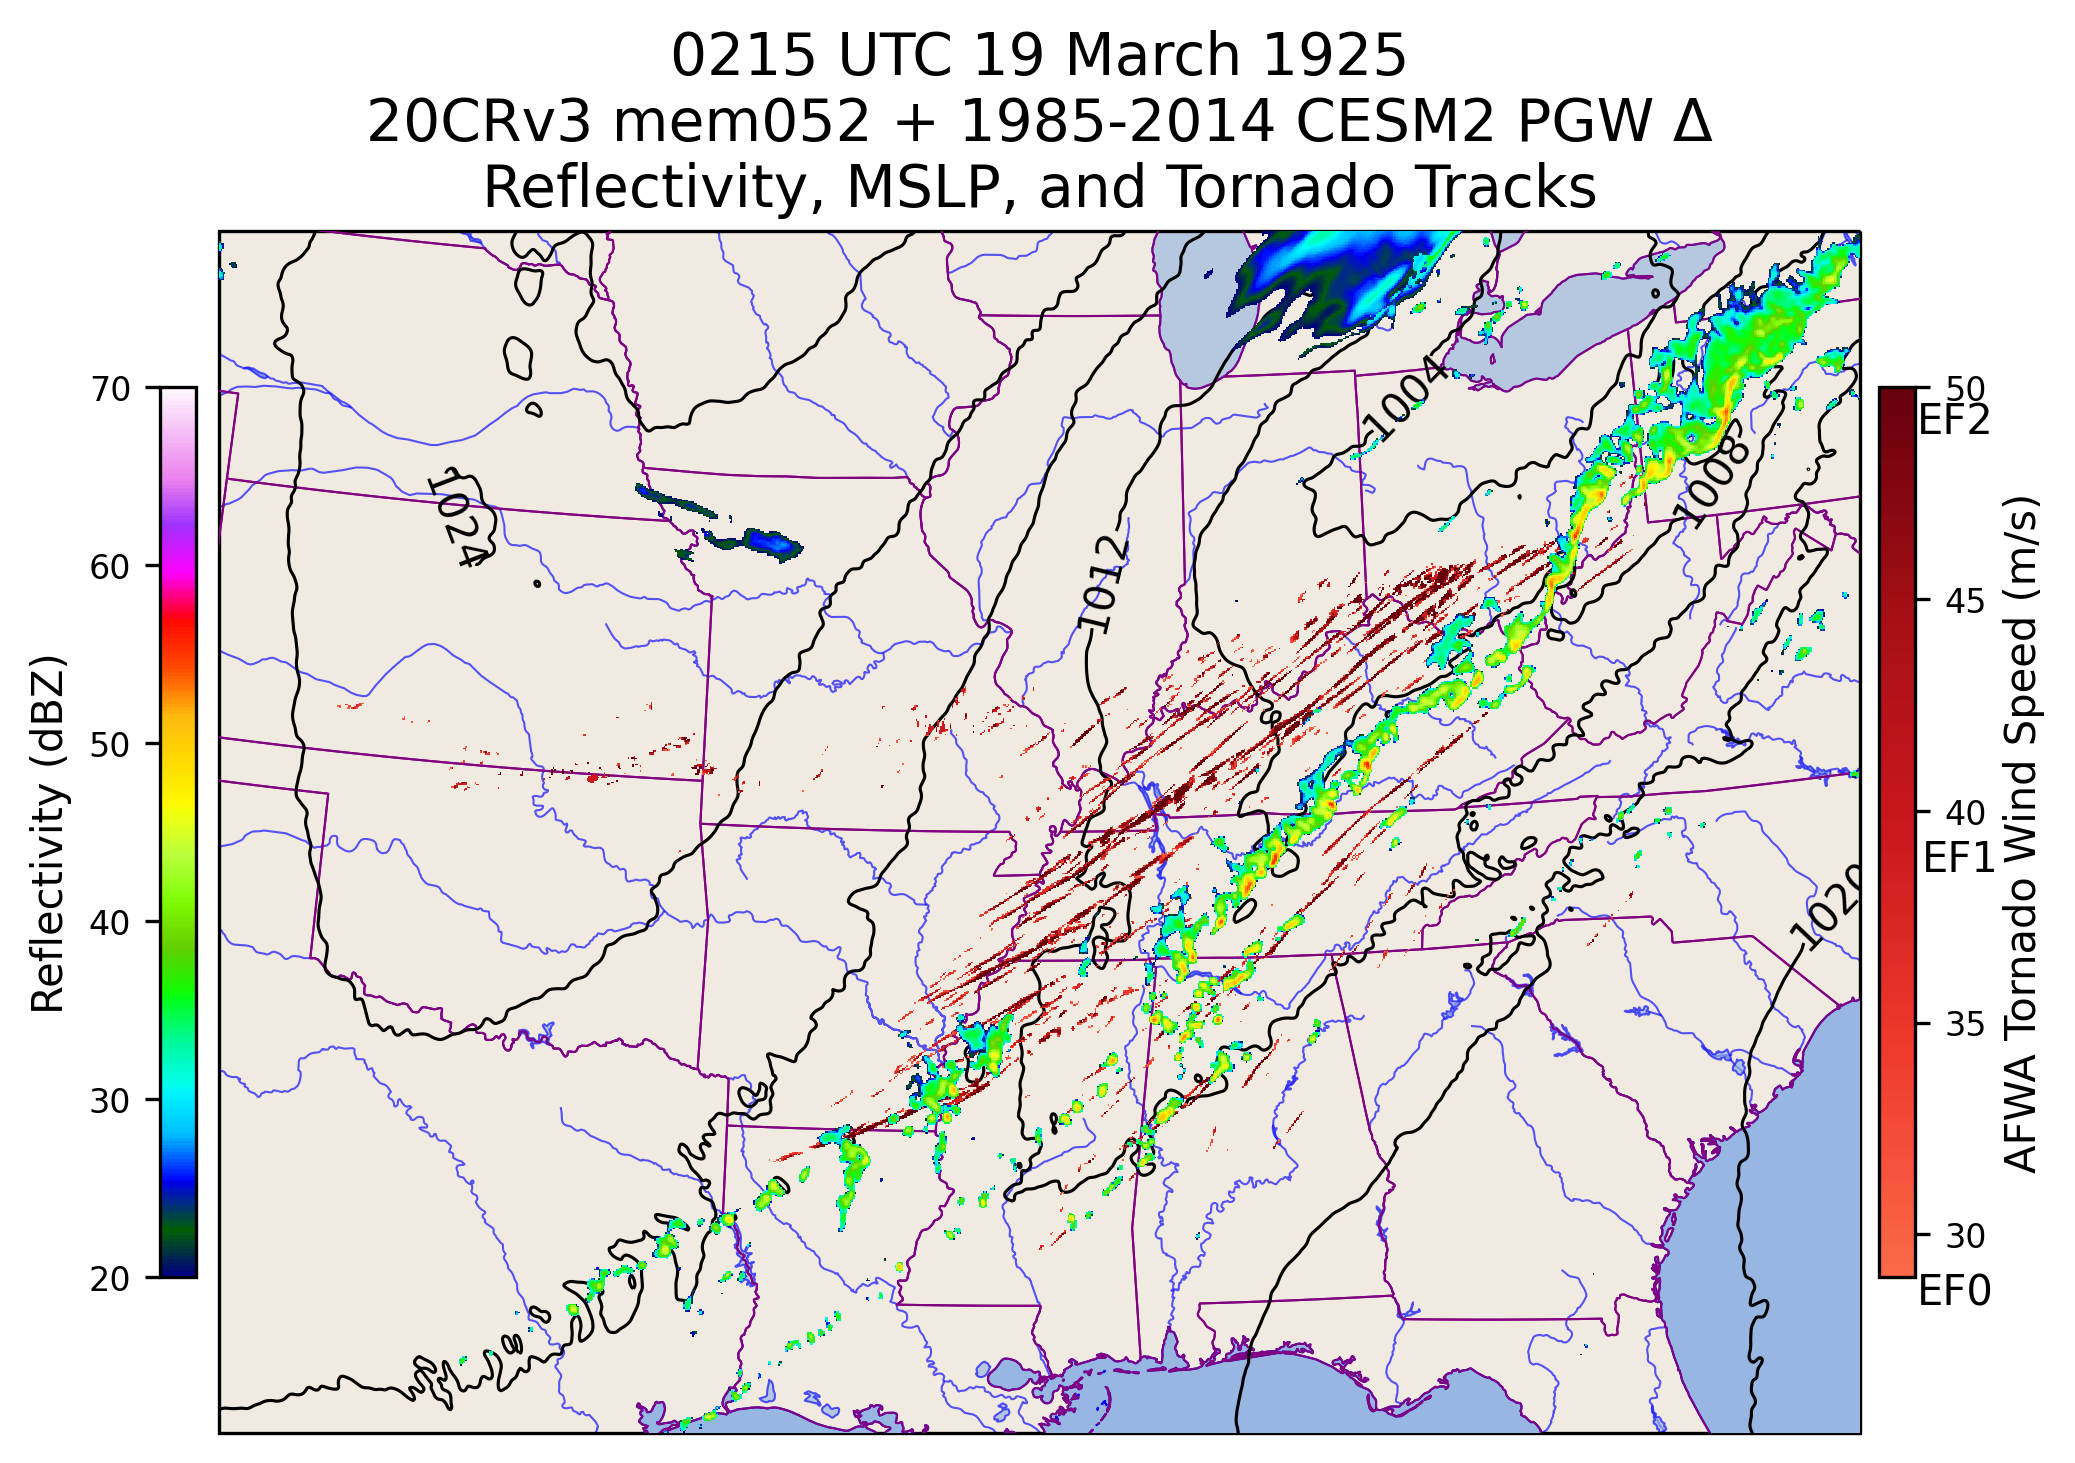 0215 UTC 19 March 1925
20CRv3 mem052 + 1985-2014 CESM2 PGW Δ
Reflectivity, MSLP, and Tornado Tracks
Reflectivity (dBZ)
70
60
50
40
30
20
1024
1012
1004
1008
1020
50
EF2
45
40
EF1
35
30
EF0
AFWA Tornado Wind Speed (m/s)